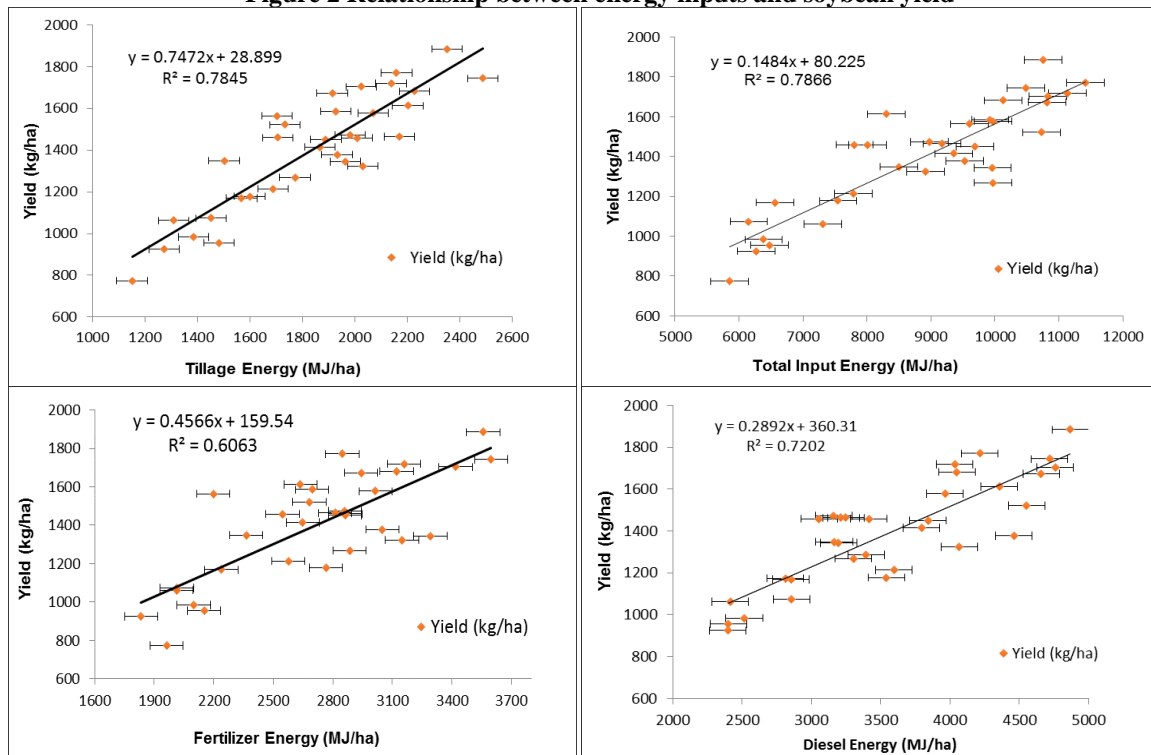 Figure 2 Relationship between energy inputs and soybean yield
y = 0.7472x + 28.899
R² = 0.7845
Yield (kg/ha)
2000
1800
1600
1400
1200
1000
800
600
1000 1200 1400 1600 1800 2000 2200 2400 2600
Tillage Energy (MJ/ha)
Yield (kg/ha)
y = 0.1484x + 80.225
R² = 0.7866
Yield (kg/ha)
2000
1800
1600
1400
1200
1000
800
600
5000 6000 7000 8000 9000 10000 11000 12000
Total Input Energy (MJ/ha)
Yield (kg/ha)
y = 0.4566x + 159.54
R² = 0.6063
Yield (kg/ha)
2000
1800
1600
1400
1200
1000
800
600
1600 1900 2200 2500 2800 3100 3400 3700
Fertilizer Energy (MJ/ha)
Yield (kg/ha)
y = 0.2892x + 360.31
R² = 0.7202
Yield (kg/ha)
2000
1800
1600
1400
1200
1000
800
600
2000 2500 3000 3500 4000 4500 5000
Diesel Energy (MJ/ha)
Yield (kg/ha)